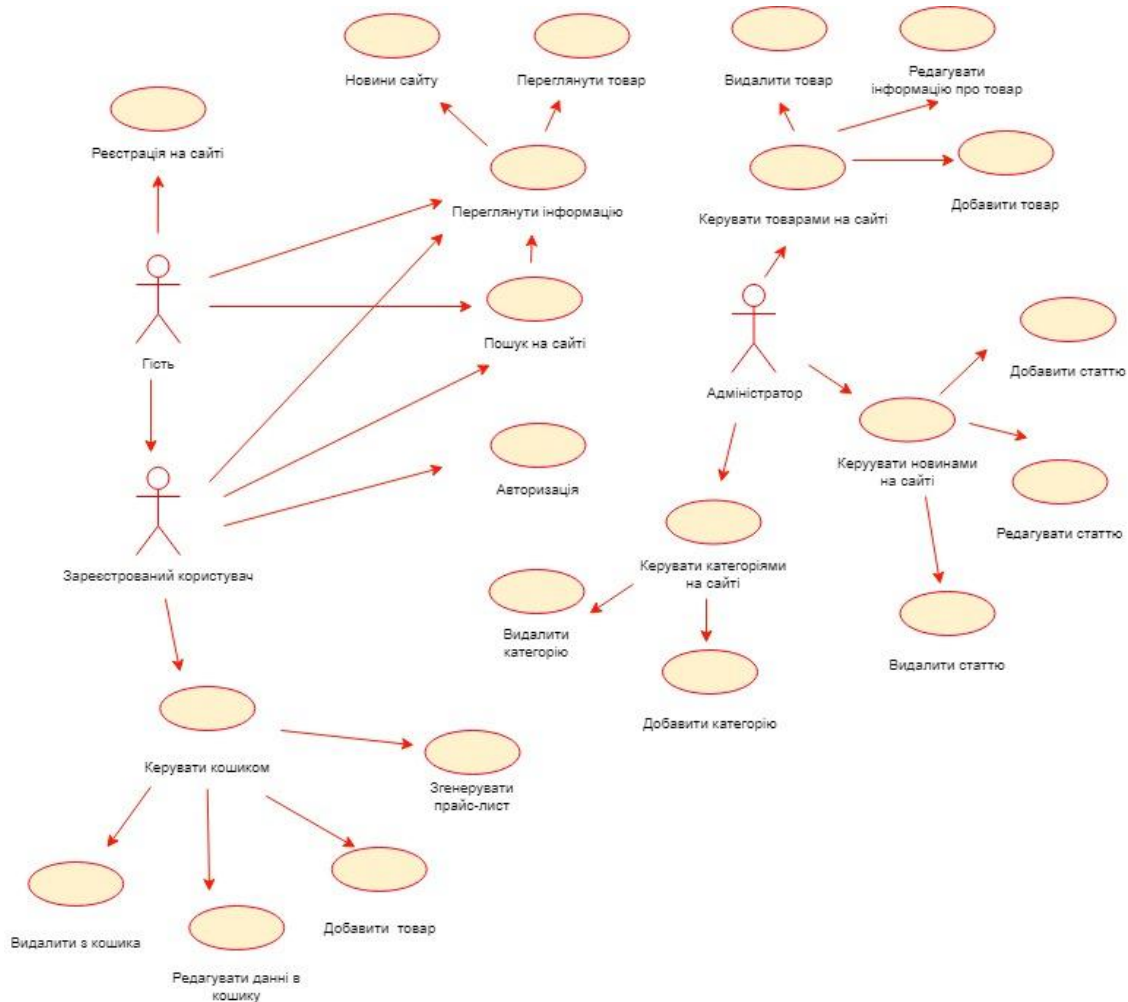 Новини сайту
Переглянути товар
Видалити товар
Редагувати
інформацію про товар
Реєстрація на сайті
Переглянути інформацію
Керувати товарами на сайті
Добавити товар
Гість
Пошук на сайті
Адміністратор
Добавити статтю
Керуувати новинами
на сайті
Авторизація
Редагувати статтю
Зареєстрований користувач
Керувати категоріями
на сайті
Видалити
категорію
Видалити статтю
Добавити категорію
Керувати кошиком
Згенерувати
прайс-лист
Видалити з кошика
Редагувати данні в
кошику
Добавити  товар